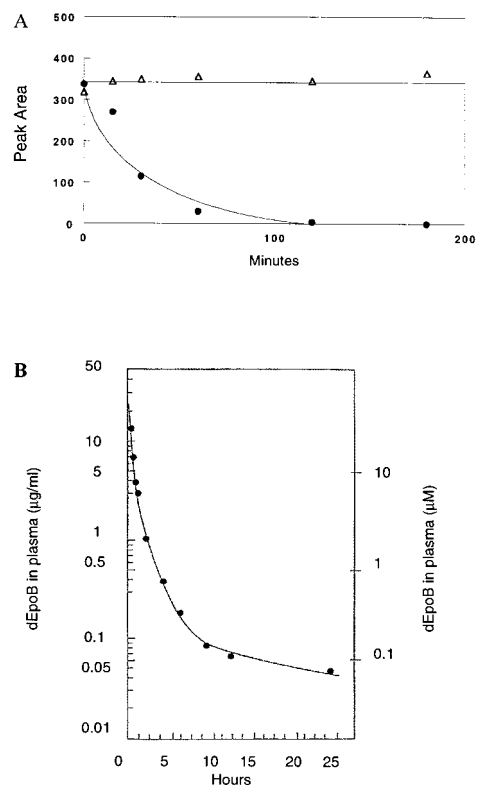 A
500
400
300
200
100
0
Peak Area
0
100
200
Minutes
B
50
10
5
1
0.5
0.1
0.05
0.01
dEpoB in plasma (μg/ml)
10
1
0.1
dEpoB in plasma (μM)
0 5 10 15 20 25
Hours